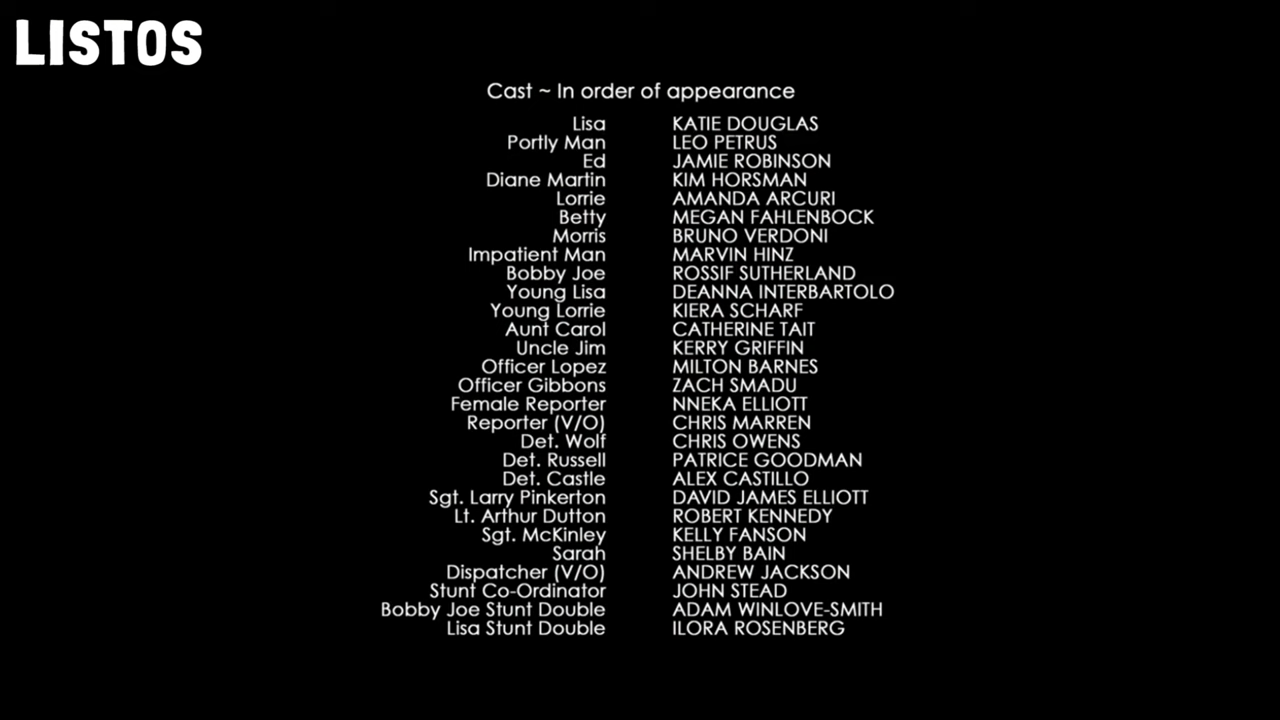 LISTOS
Cast ~ In order of appearance
Lisa KATIE DOUGLAS
Portly Man LEO PETRUS
Ed JAMIE ROBINSON
Diane Martin KIM HORSMAN
Lorrie AMANDA ARCURI
Betty MEGAN FAHLENBOCK
Morris BRUNO VERDONI
Impatient Man MARVIN HINZ
Bobby Joe ROSSIF SUTHERLAND
Young Lisa DEANNA INTERBARTOLO
Young Lorrie KIERA SCHARF
Aunt Carol CATHERINE TAIT
Uncle Jim KERRY GRIFFIN
Officer Lopez MILTON BARNES
Officer Gibbons ZACH SMADU
Female Reporter NNEKA ELLIOTT
Reporter (V/O) CHRIS MARREN
Det. Wolf CHRIS OWENS
Det. Russell PATRICE GOODMAN
Det. Castle ALEX CASTILLO
Sgt. Larry Pinkerton DAVID JAMES ELLIOTT
Lt. Arthur Dutton ROBERT KENNEDY
Sgt. McKinley KELLY FANSON
Sarah SHELBY BAIN
Dispatcher (V/O) ANDREW JACKSON
Stunt Co-Ordinator JOHN STEAD
Bobby Joe Stunt Double ADAM WINLOVE-SMITH
Lisa Stunt Double ILORA ROSENBERG